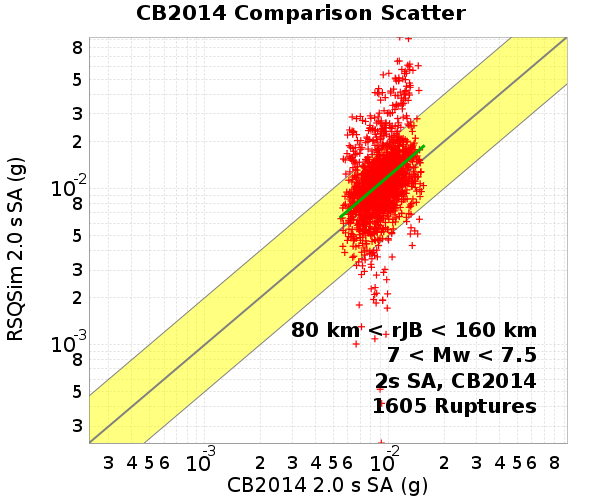 CB2014 Comparison Scatter
RSQSim 2.0 s SA (g)
8
5
3
2
10-2
8
5
3
2
10-3
8
5
3
80 km < rJB < 160 km
7 < Mw < 7.5
2s SA, CB2014
1605 Ruptures
3 4 5 6 10-3 2 3 4 5 6 10-2 2 3 4 5 6 8
CB2014 2.0 s SA (g)